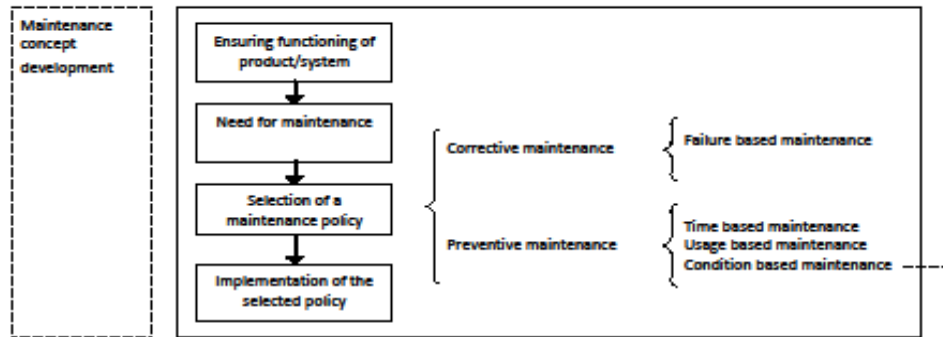 Maintenance
concept
development
Ensuring functioning of
product/system
Need for maintenance
Selection of a
maintenance policy
Implementation of the
selected policy
Corrective maintenance
Preventive maintenance
Failure based maintenance
Time based maintenance
Usage based maintenance
Condition based maintenance